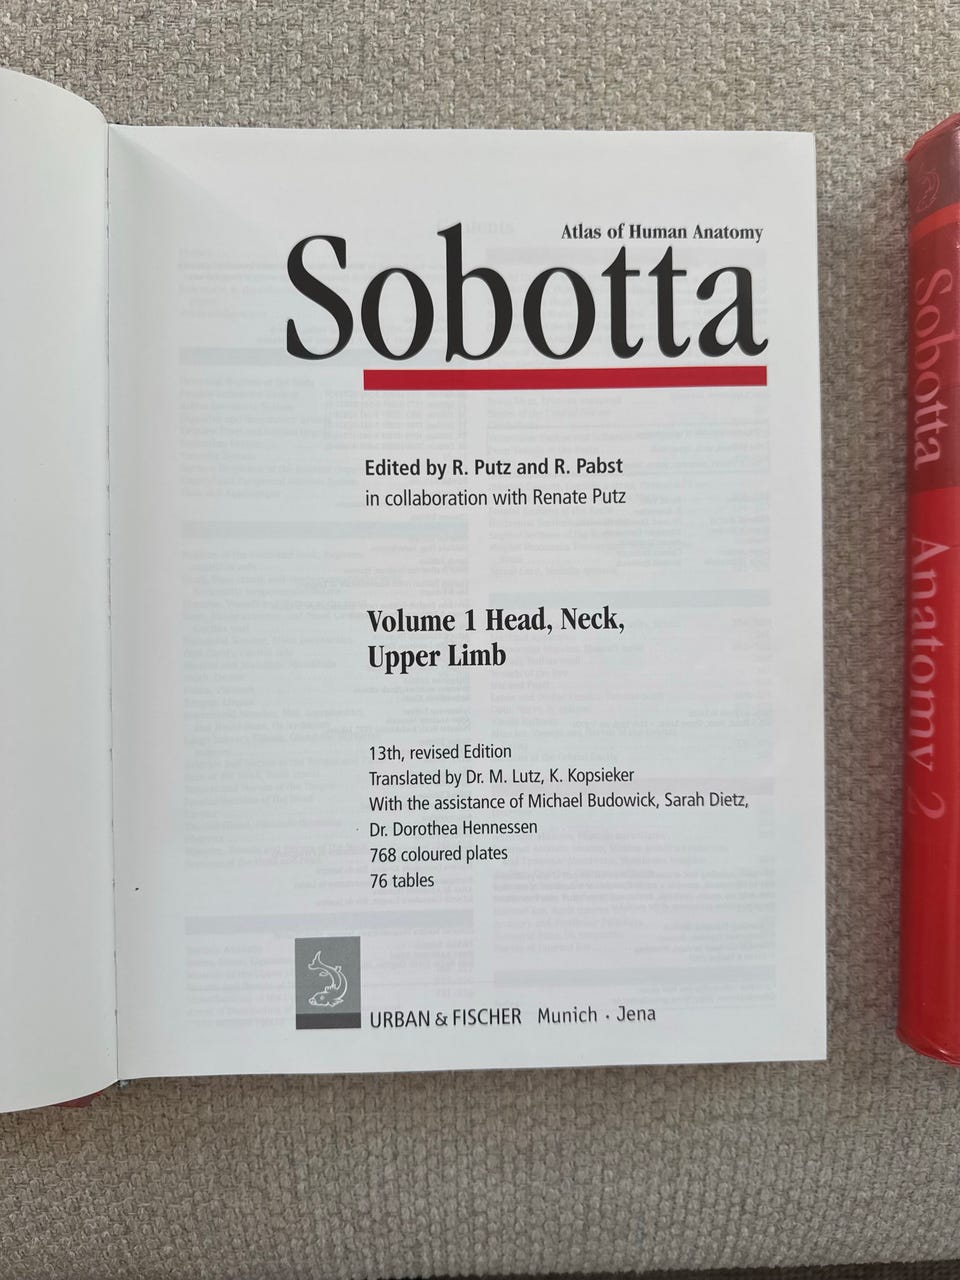 Atlas of Human Anatomy
Sobotta
Edited by R. Putz and R. Pabst
in collaboration with Renate Putz
Volume 1 Head, Neck,
Upper Limb
13th, revised Edition
Translated by Dr. M. Lutz, K. Kopsieker
With the assistance of Michael Budowick, Sarah Dietz,
Dr. Dorothea Hennessen
768 coloured plates
76 tables
URBAN & FISCHER Munich · Jena
Sobotta Anatomy 2